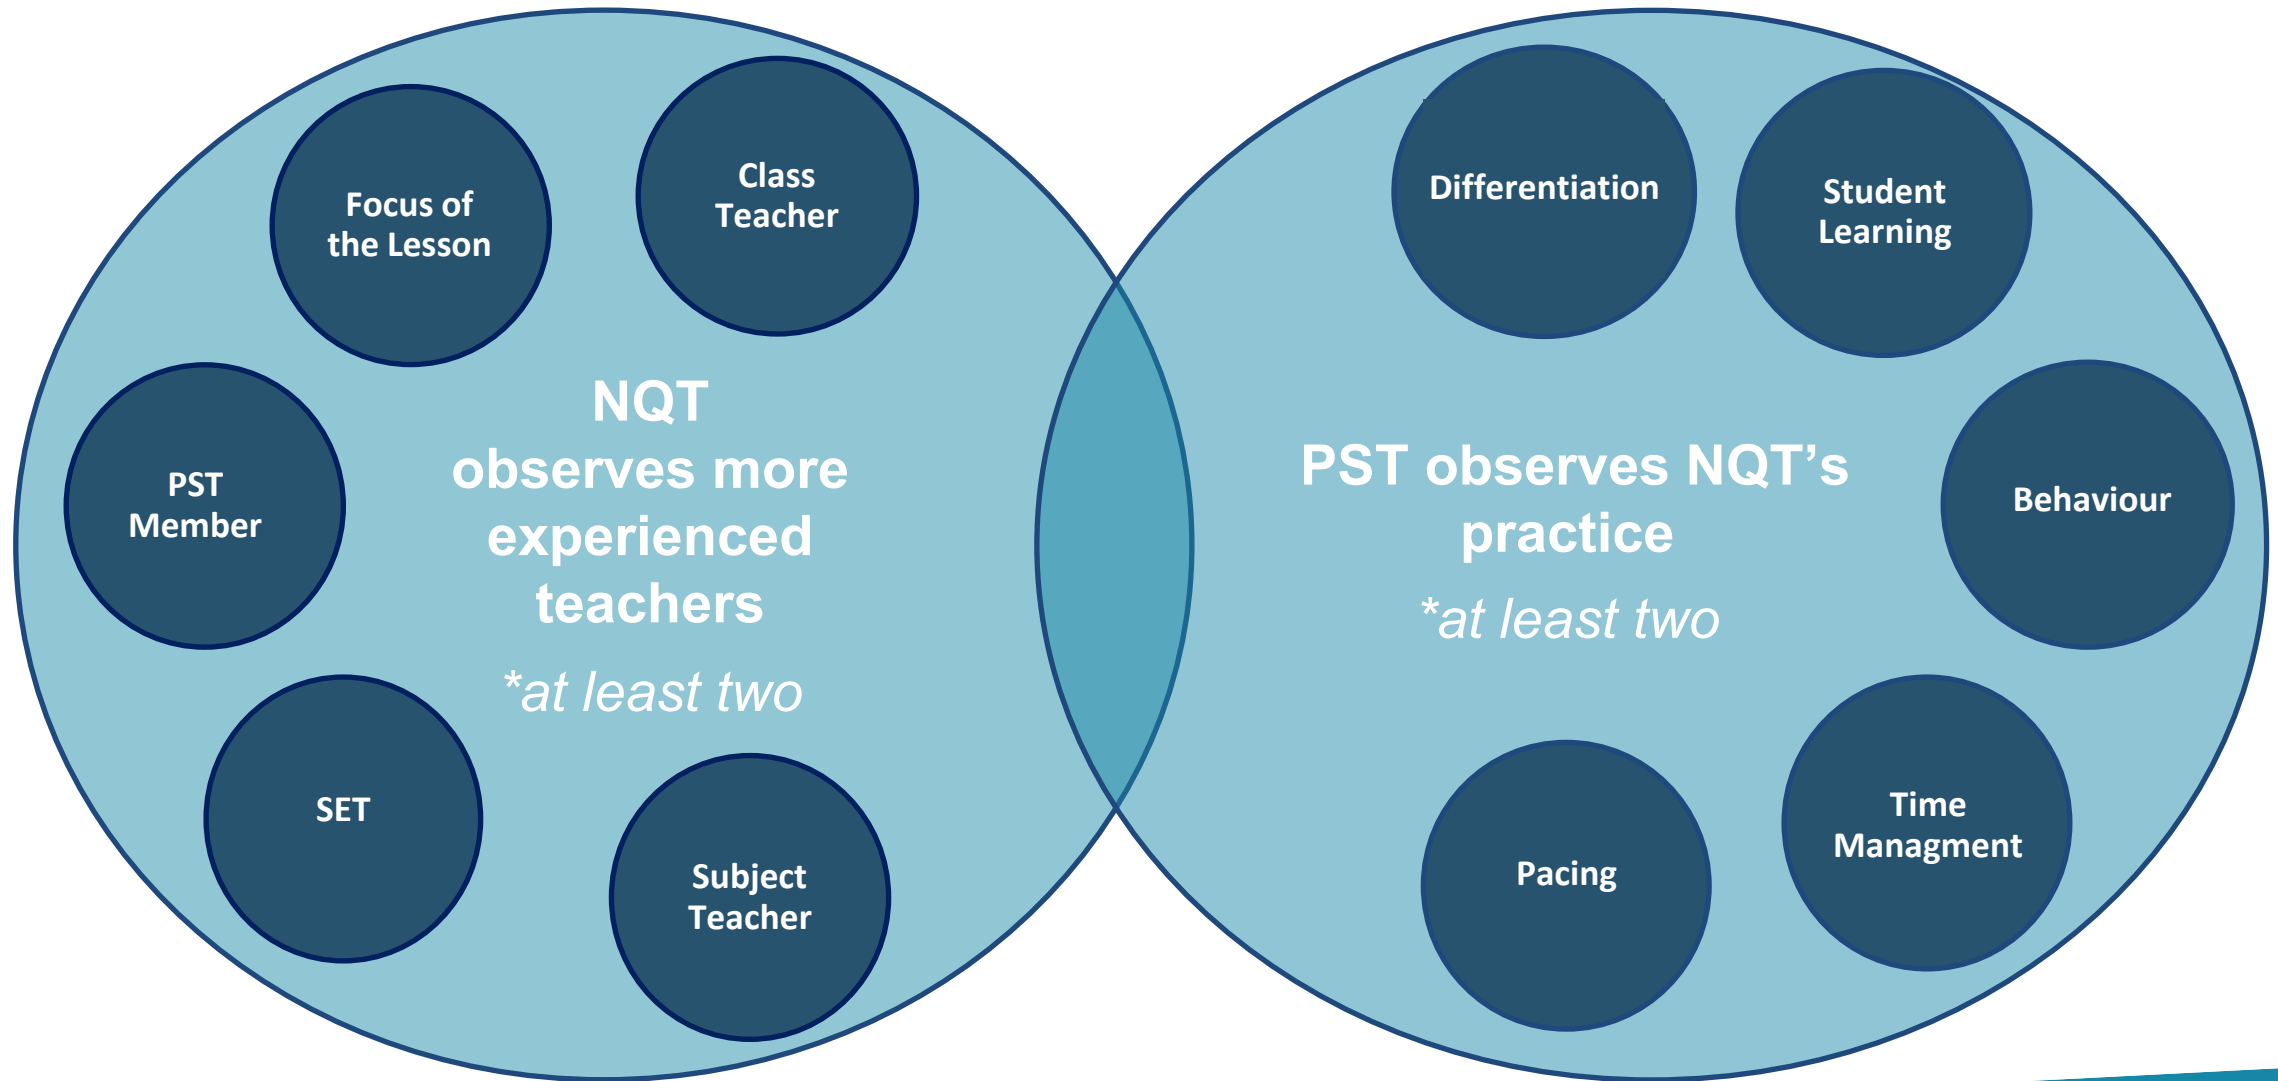 Focus of
the Lesson
Class
Teacher
PST
Member
NQT
observes more
experienced
teachers
*at least two
SET
Subject
Teacher
Differentiation
Student
Learning
PST observes NQT’s
practice
*at least two
Behaviour
Time
Managment
Pacing